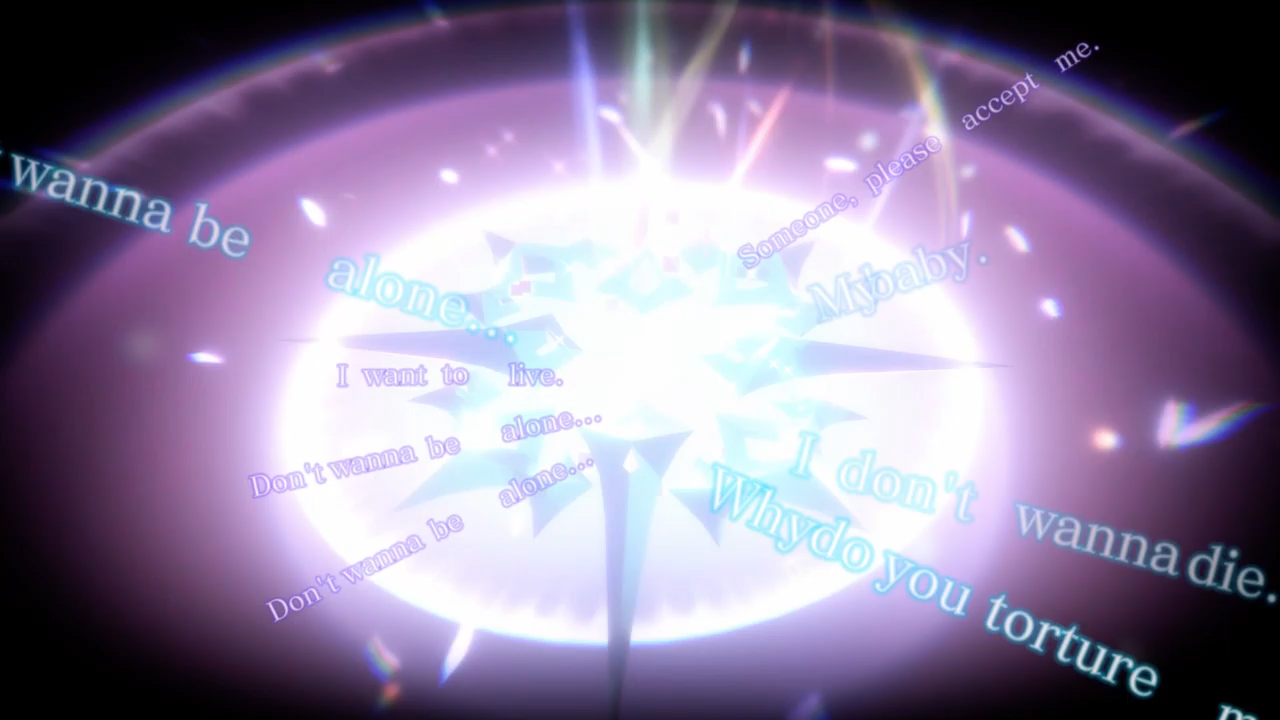 Someone, please accept me.
wanna be alone...
My baby.
I want to live.
Don't wanna be alone...
Don't wanna be alone...
I don't wanna die.
Why do you torture